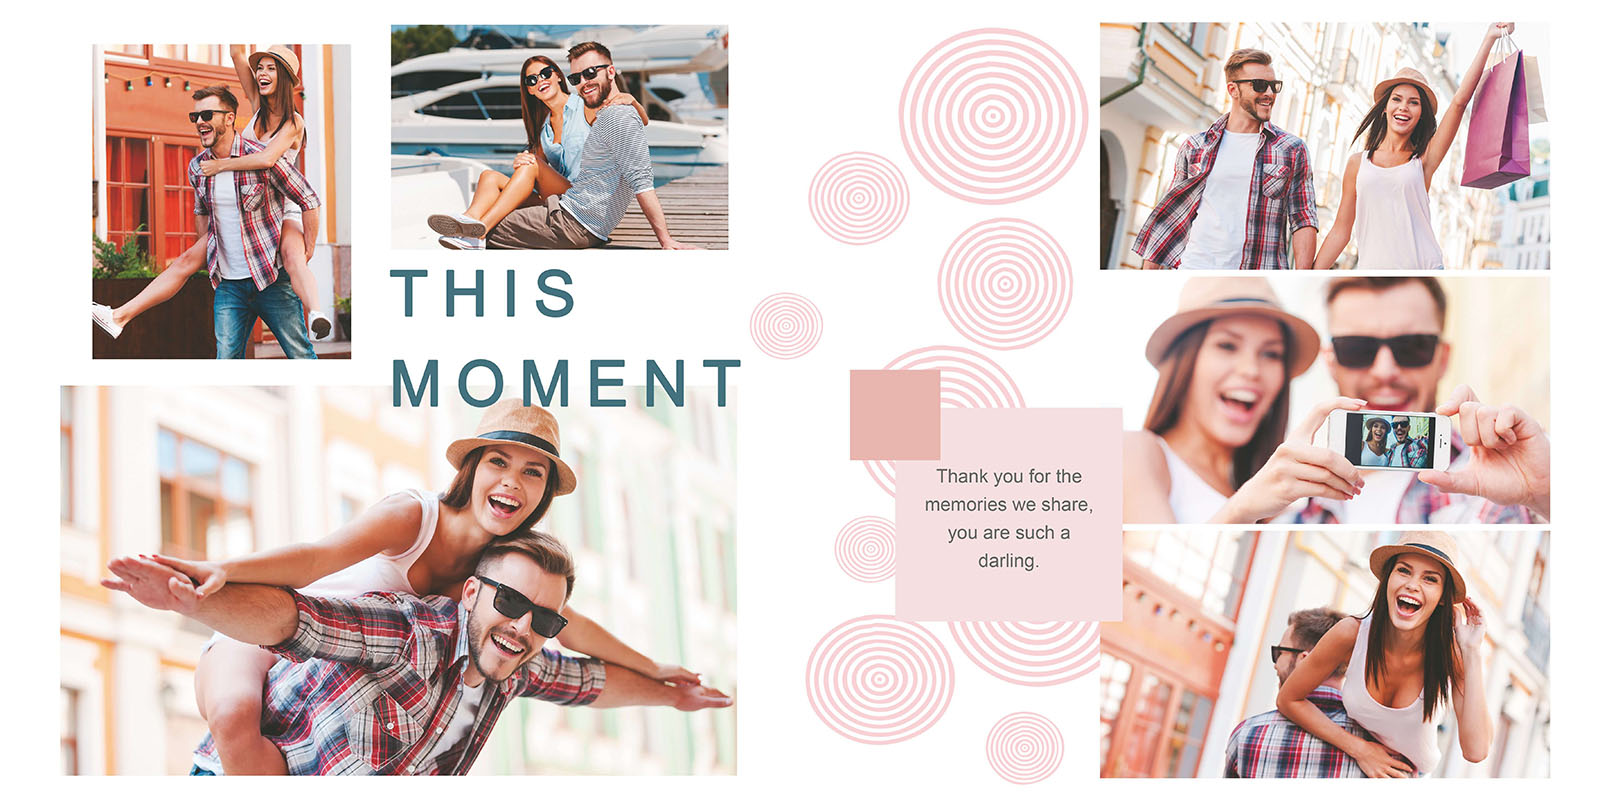 THIS
MOMENT
Thank you for the
memories we share,
you are such a
darling.